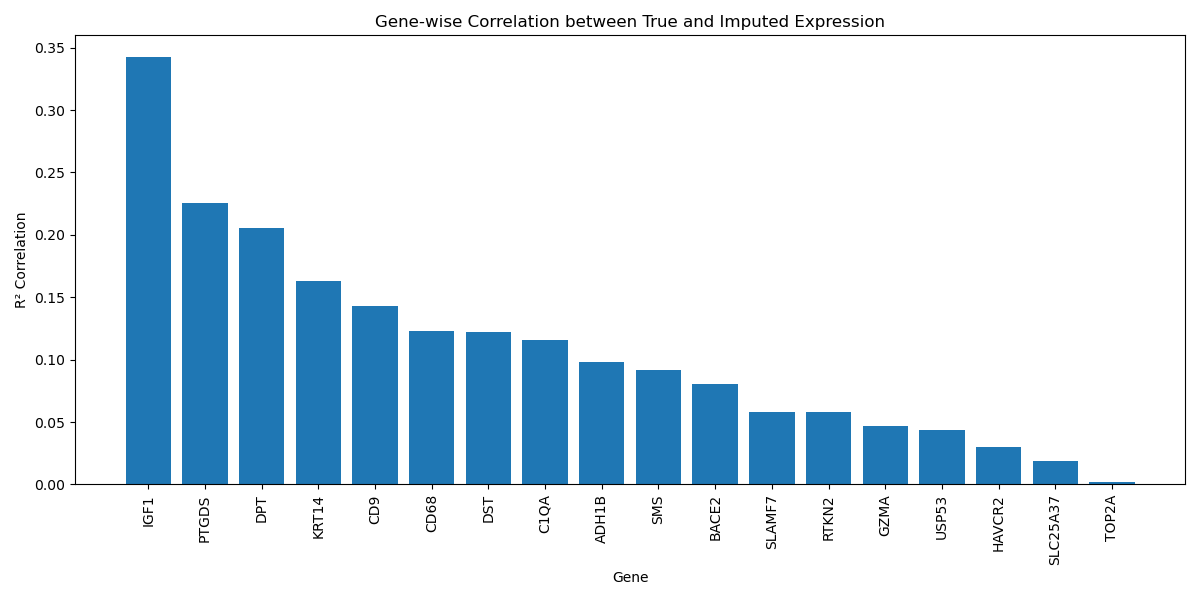 Gene-wise Correlation between True and Imputed Expression
R² Correlation
0.35
0.30
0.25
0.20
0.15
0.10
0.05
0.00
IGF1
PTGDS
DPT
KRT14
CD9
CD68
DST
C1QA
ADH1B
SMS
BACE2
SLAMF7
RTKN2
GZMA
USP53
HAVCR2
SLC25A37
TOP2A
Gene